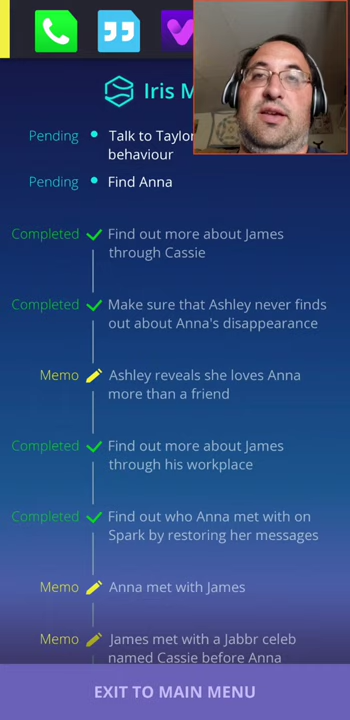 Iris M
Pending
Talk to Taylor
behaviour
Pending
Find Anna
Completed
Find out more about James
through Cassie
Completed
Make sure that Ashley never finds
out about Anna's disappearance
Memo
Ashley reveals she loves Anna
more than a friend
Completed
Find out more about James
through his workplace
Completed
Find out who Anna met with on
Spark by restoring her messages
Memo
Anna met with James
Memo
James met with a Jabbr celeb
named Cassie before Anna
EXIT TO MAIN MENU